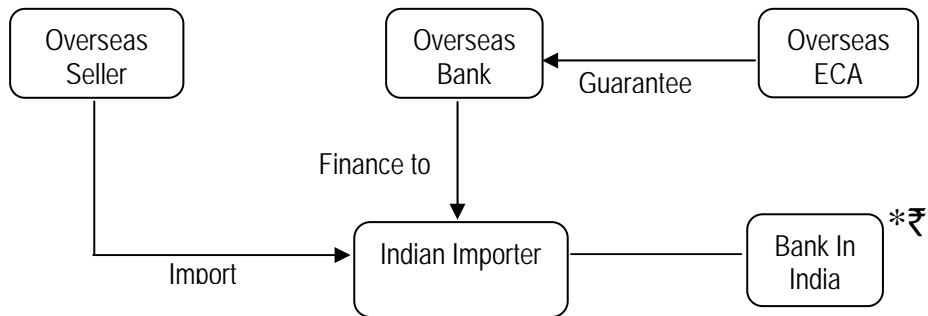 Overseas
Seller
Overseas
Bank
Overseas
ECA
Guarantee
Finance to
Indian Importer
*₹
Bank In
India
Import